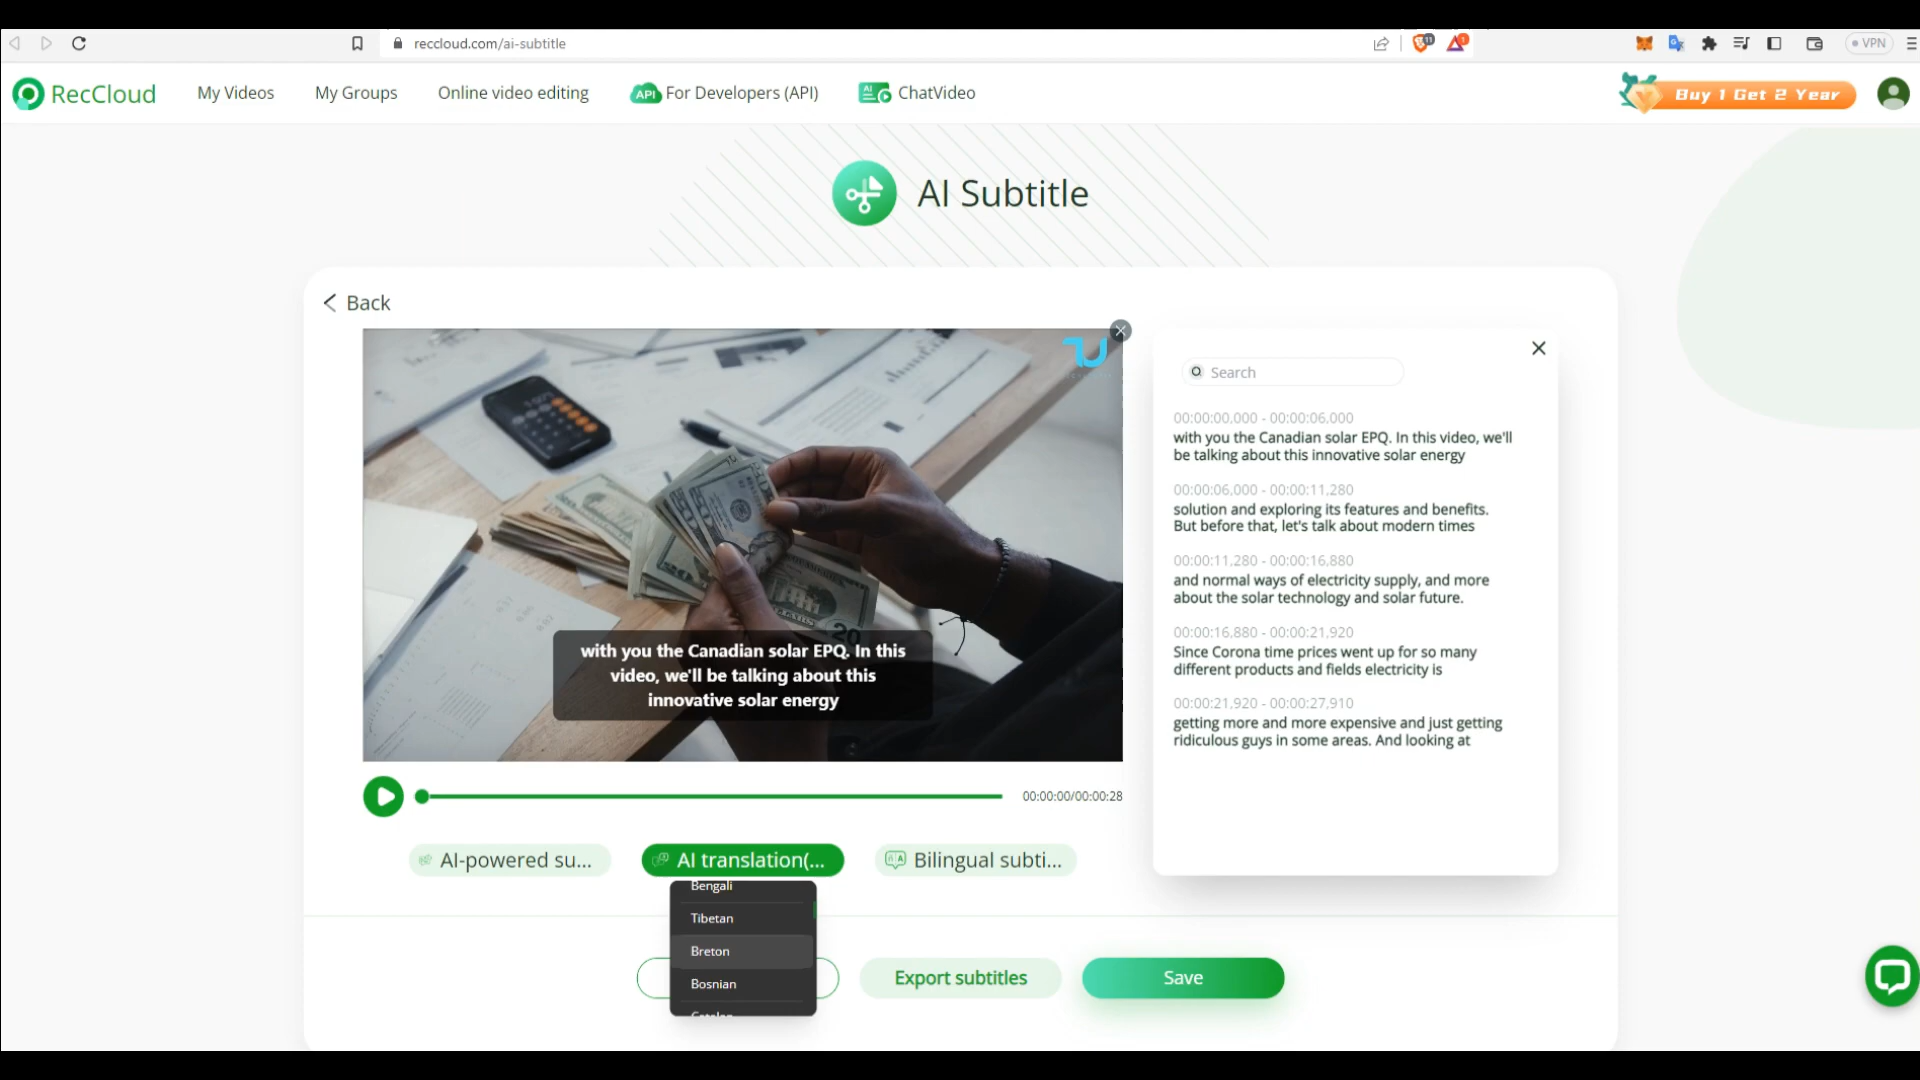 reccloud.com/ai-subtitle
11
1
VPN
RecCloud
My Videos
My Groups
Online video editing
API
For Developers (API)
AI
ChatVideo
Buy 1 Get 2 Year
AI Subtitle
Back
with you the Canadian solar EPQ. In this
video, we'll be talking about this
innovative solar energy
00:00:00/00:00:28
AI-powered su...
AI translation(...
Bilingual subti...
Bengali
Tibetan
Breton
Bosnian
Catalan
Export subtitles
Save
Search
00:00:00,000 - 00:00:06,000
with you the Canadian solar EPQ. In this video, we'll
be talking about this innovative solar energy
00:00:06,000 - 00:00:11,280
solution and exploring its features and benefits.
But before that, let's talk about modern times
00:00:11,280 - 00:00:16,880
and normal ways of electricity supply, and more
about the solar technology and solar future.
00:00:16,880 - 00:00:21,920
Since Corona time prices went up for so many
different products and fields electricity is
00:00:21,920 - 00:00:27,910
getting more and more expensive and just getting
ridiculous guys in some areas. And looking at